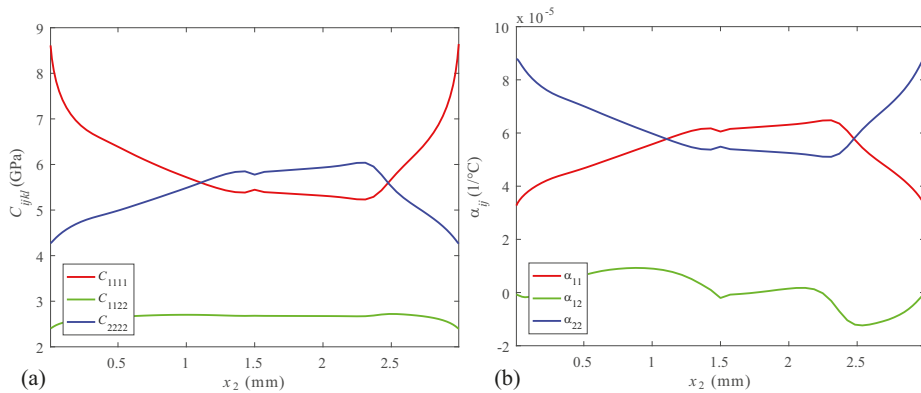 9
8
7
6
5
4
3
2
C_ijkl (GPa)
C_1111
C_1122
C_2222
0.5
1
1.5
2
2.5
x_2 (mm)
(a)
x 10^-5
10
8
6
4
2
0
-2
α_ij (1/°C)
α_11
α_12
α_22
0.5
1
1.5
2
2.5
x_2 (mm)
(b)